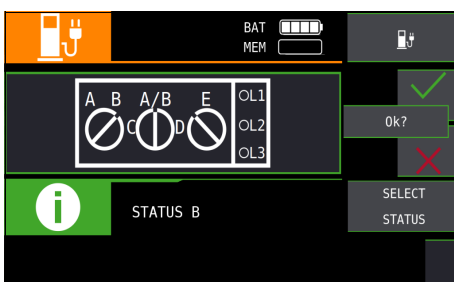 BAT
MEM
A B A/B E OL1
C D OL2
OL3
Ok?
SELECT
STATUS
i
STATUS B